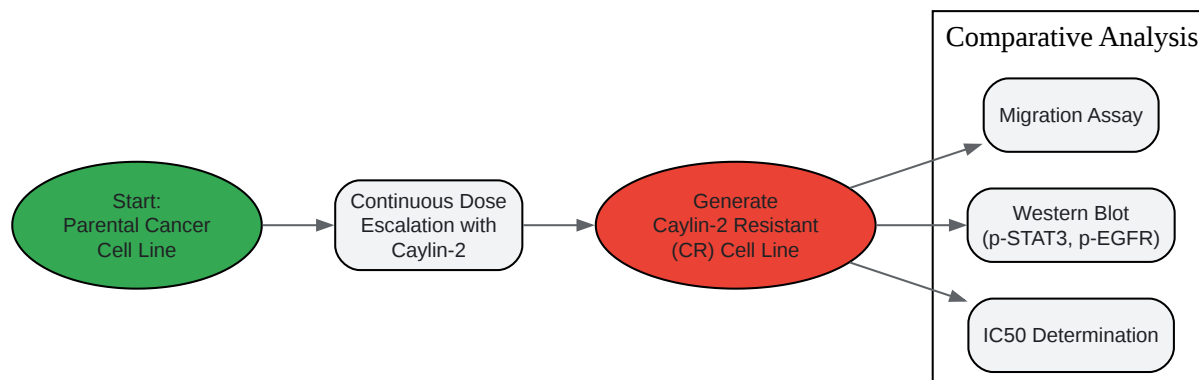 Start:
Parental Cancer
Cell Line
Continuous Dose
Escalation with
Caylin-2
Generate
Caylin-2 Resistant
(CR) Cell Line
Comparative Analysis
Migration Assay
Western Blot
(p-STAT3, p-EGFR)
IC50 Determination